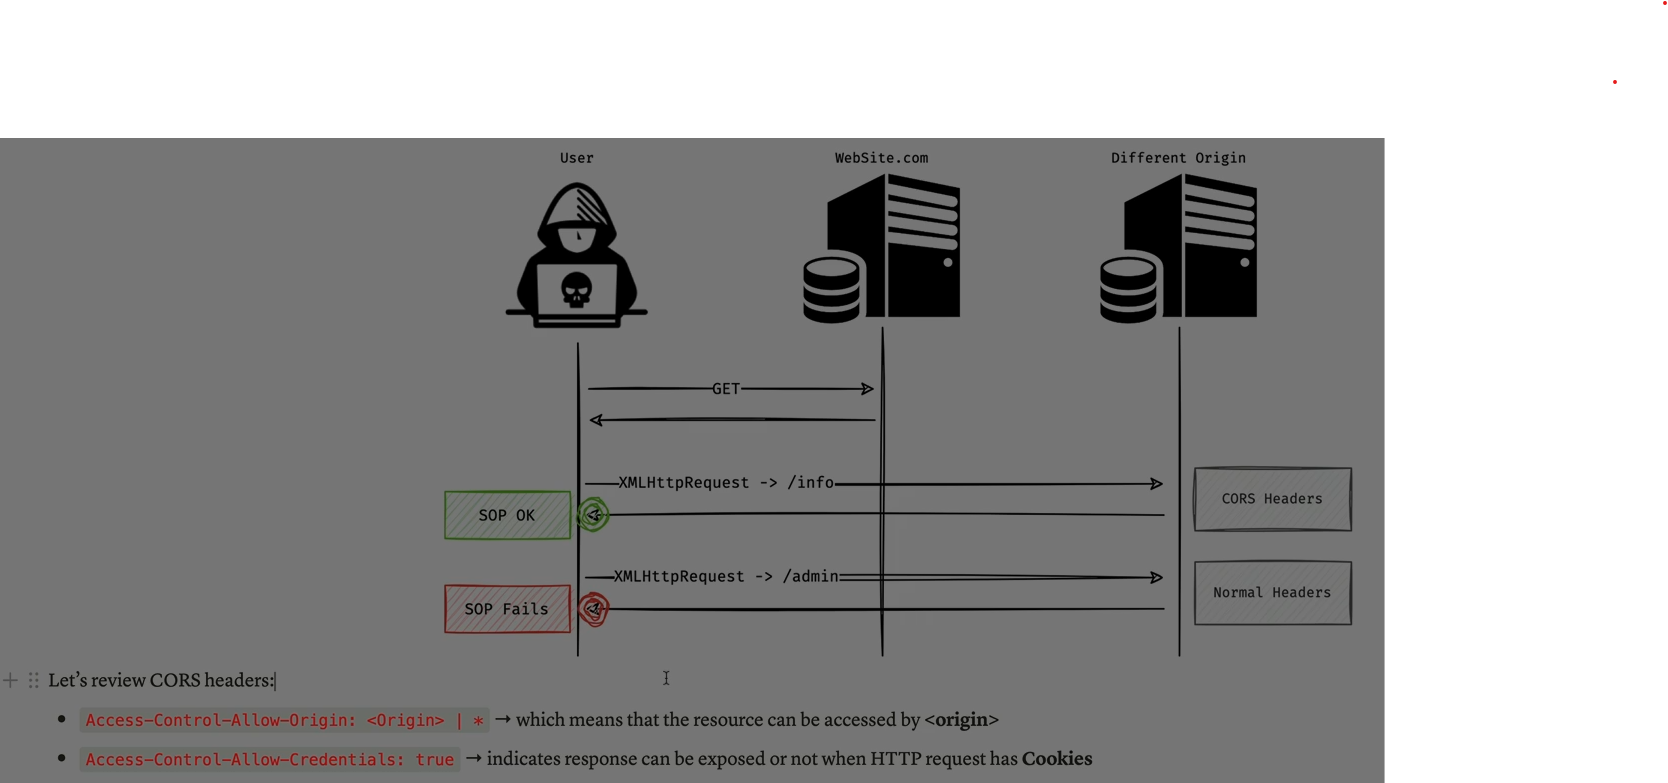 User WebSite.com Different Origin
GET
XMLHttpRequest -> /info
CORS Headers
SOP OK
XMLHttpRequest -> /admin
Normal Headers
SOP Fails
Let’s review CORS headers:
Access-Control-Allow-Origin: <Origin> | * → which means that the resource can be accessed by <origin>
Access-Control-Allow-Credentials: true → indicates response can be exposed or not when HTTP request has Cookies